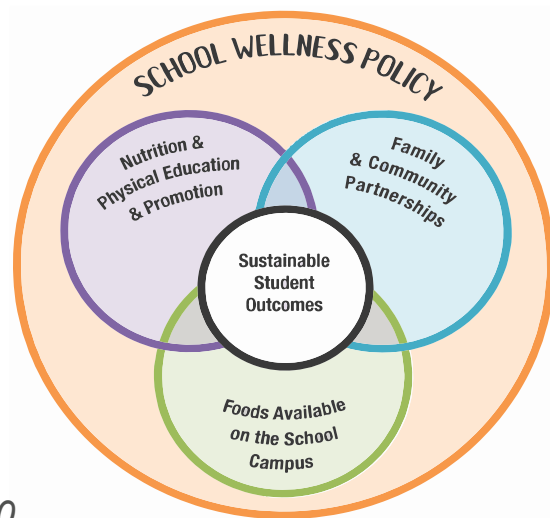 SCHOOL WELLNESS POLICY
Nutrition &
Physical Education
& Promotion
Family
& Community
Partnerships
Sustainable
Student
Outcomes
Foods Available
on the School
Campus